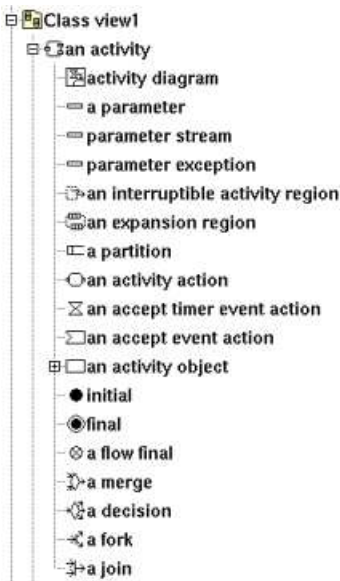 Class view1
an activity
activity diagram
a parameter
parameter stream
parameter exception
an interruptible activity region
an expansion region
a partition
an activity action
an accept timer event action
an accept event action
an activity object
initial
final
a flow final
a merge
a decision
a fork
a join